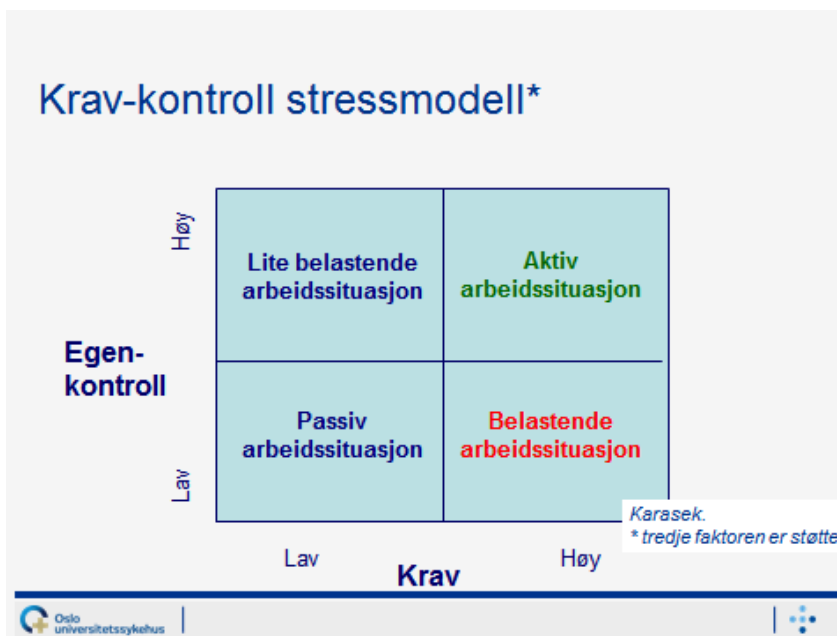 Krav-kontroll stressmodell*
Høy
Lite belastende
arbeidssituasjon
Aktiv
arbeidssituasjon
Egen-
kontroll
Passiv
arbeidssituasjon
Belastende
arbeidssituasjon
Lav
Karasek.
* tredje faktoren er støtte
Lav
Krav
Høy
Oslo
universitetssykehus